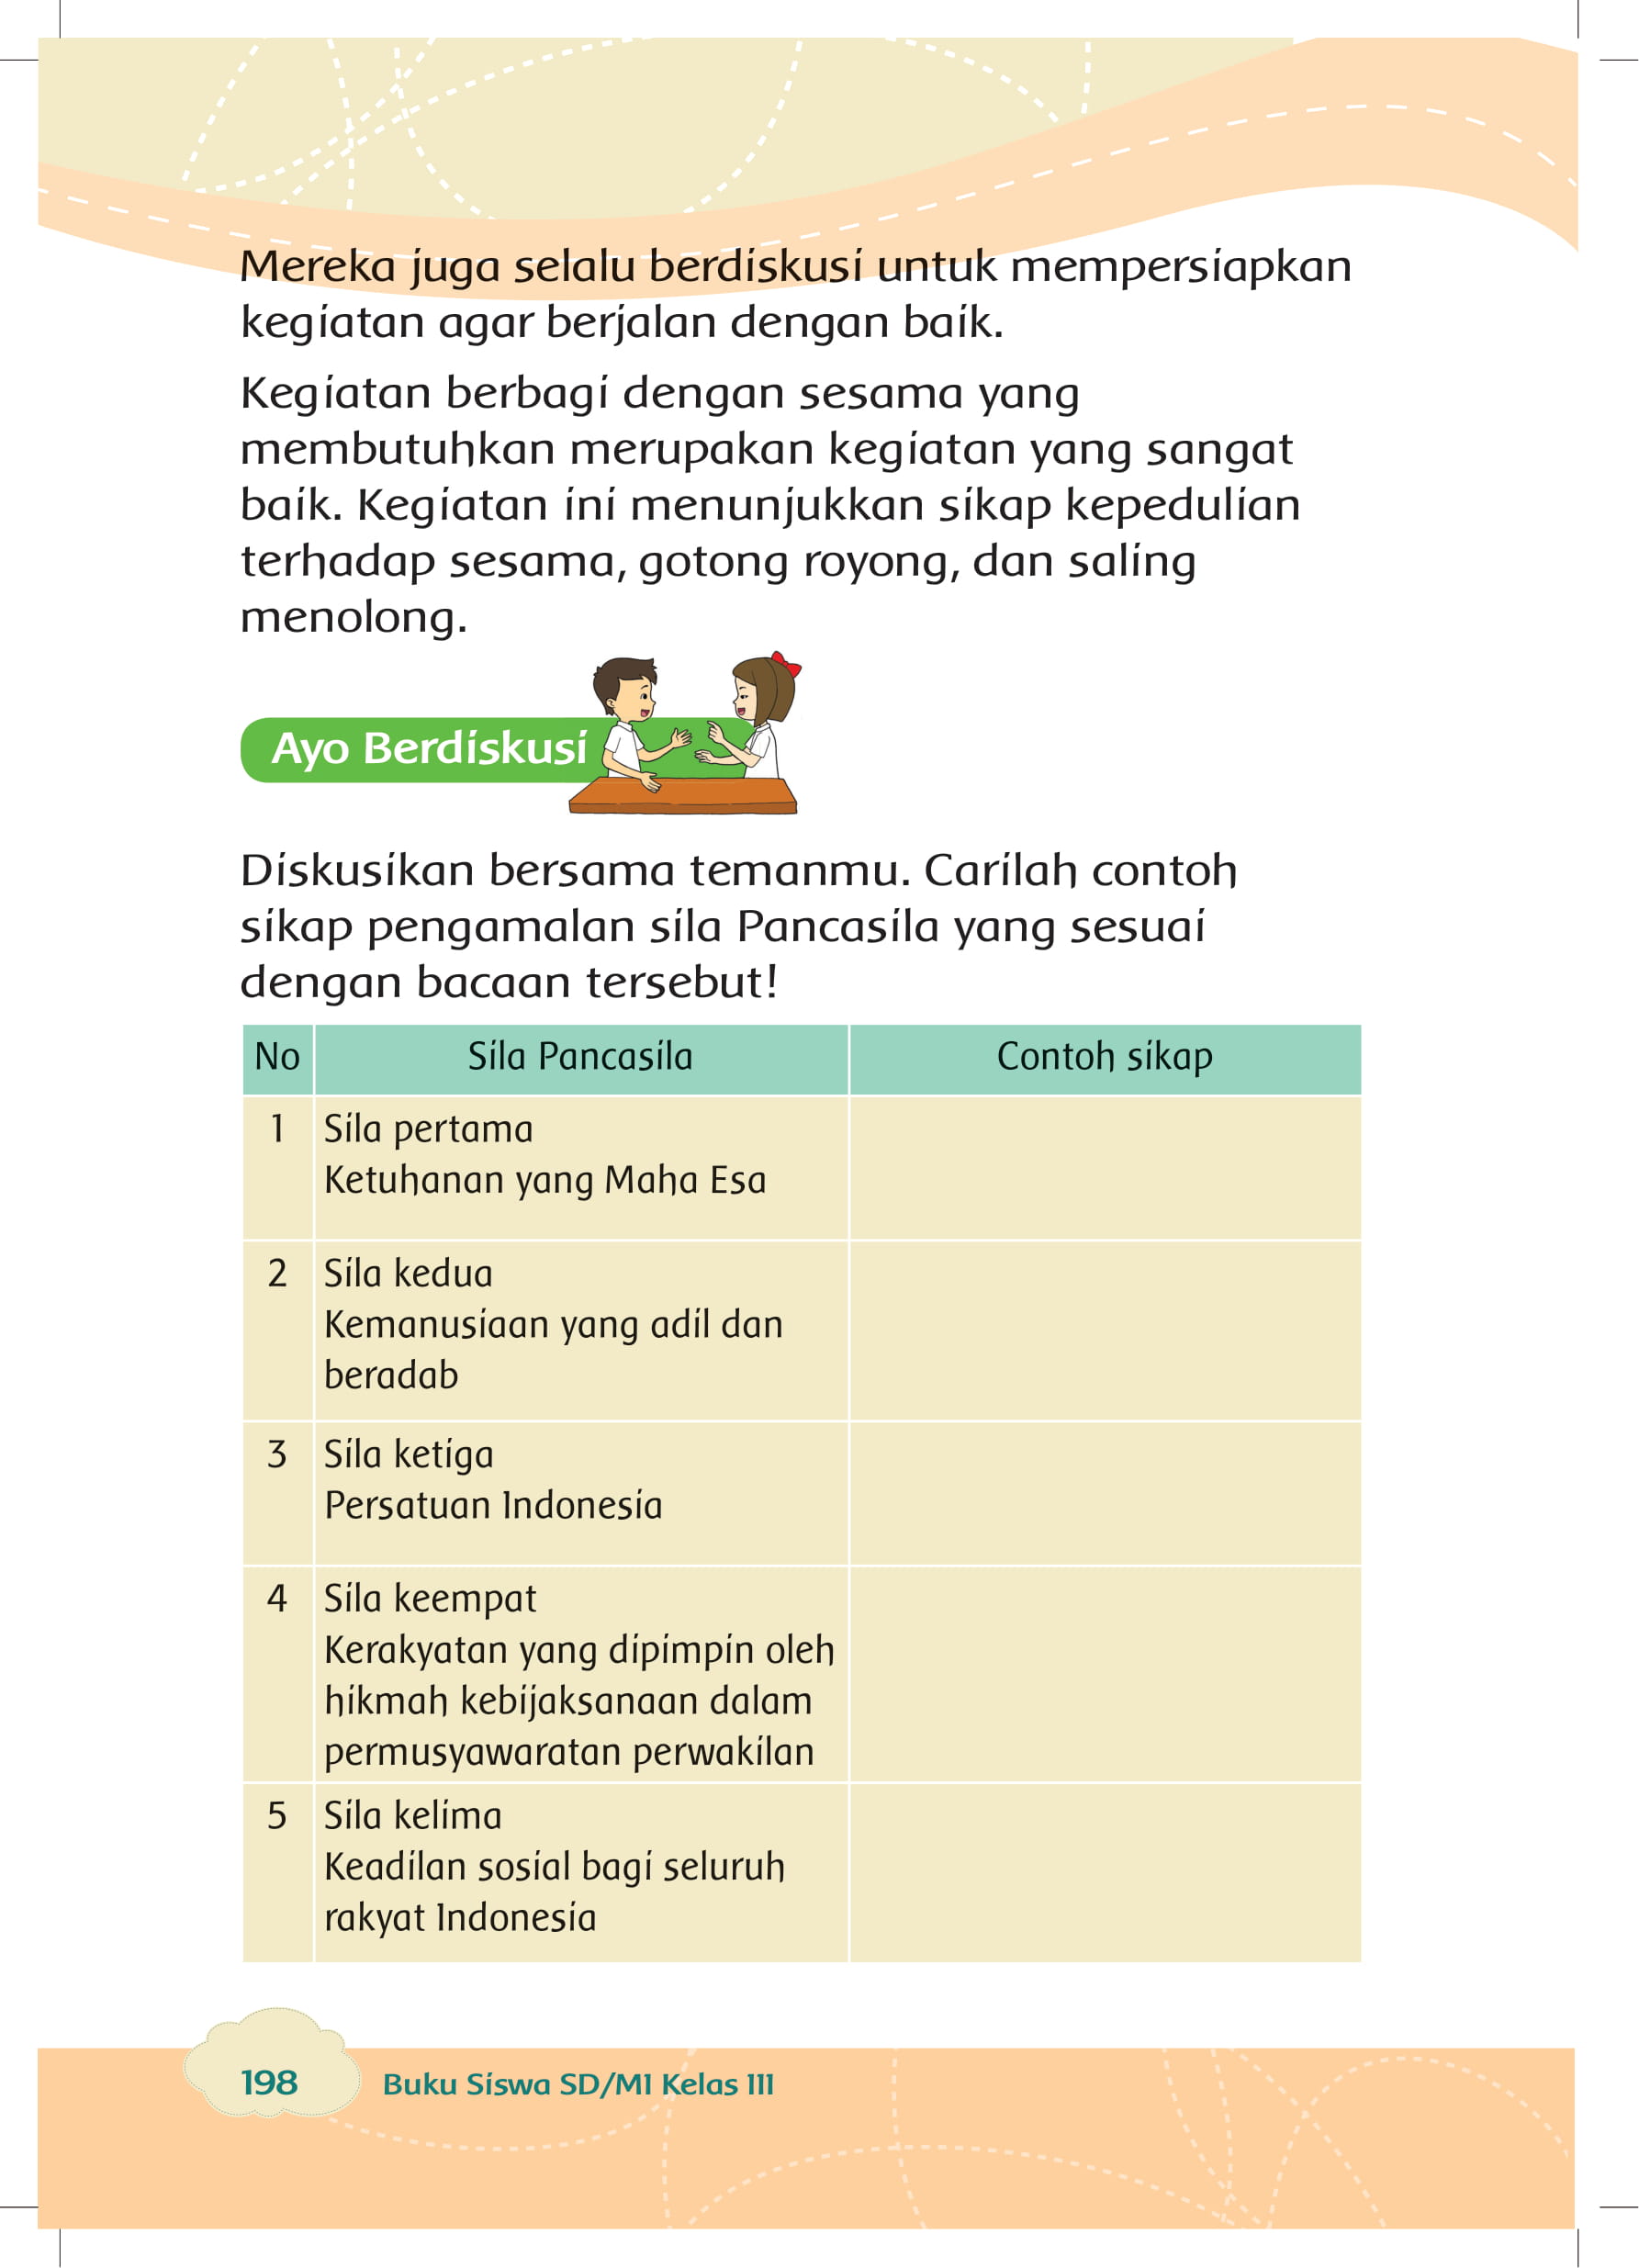 Mereka juga selalu berdiskusi untuk mempersiapkan
kegiatan agar berjalan dengan baik.
Kegiatan berbagi dengan sesama yang
membutuhkan merupakan kegiatan yang sangat
baik. Kegiatan ini menunjukkan sikap kepedulian
terhadap sesama, gotong royong, dan saling
menolong.
Ayo Berdiskusi
Diskusikan bersama temanmu. Carilah contoh
sikap pengamalan sila Pancasila yang sesuai
dengan bacaan tersebut!
No Sila Pancasila Contoh sikap
1 Sila pertama
Ketuhanan yang Maha Esa
2 Sila kedua
Kemanusiaan yang adil dan
beradab
3 Sila ketiga
Persatuan Indonesia
4 Sila keempat
Kerakyatan yang dipimpin oleh
hikmah kebijaksanaan dalam
permusyawaratan perwakilan
5 Sila kelima
Keadilan sosial bagi seluruh
rakyat Indonesia
198 Buku Siswa SD/MI Kelas III